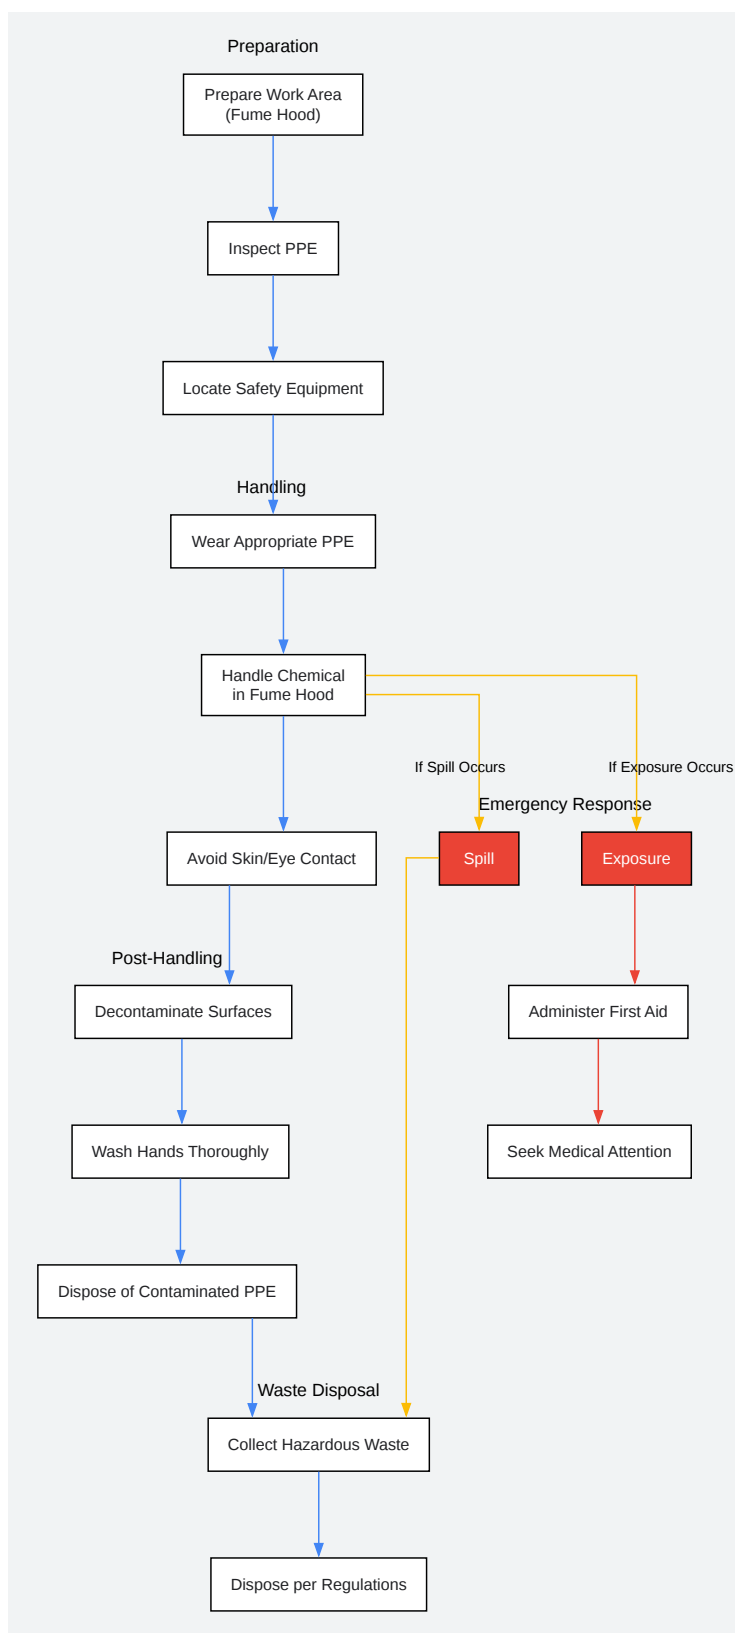 Preparation
Prepare Work Area
(Fume Hood)
Inspect PPE
Locate Safety Equipment
Handling
Wear Appropriate PPE
Handle Chemical
in Fume Hood
If Spill Occurs
If Exposure Occurs
Emergency Response
Avoid Skin/Eye Contact
Spill
Exposure
Post-Handling
Decontaminate Surfaces
Administer First Aid
Wash Hands Thoroughly
Seek Medical Attention
Dispose of Contaminated PPE
Waste Disposal
Collect Hazardous Waste
Dispose per Regulations